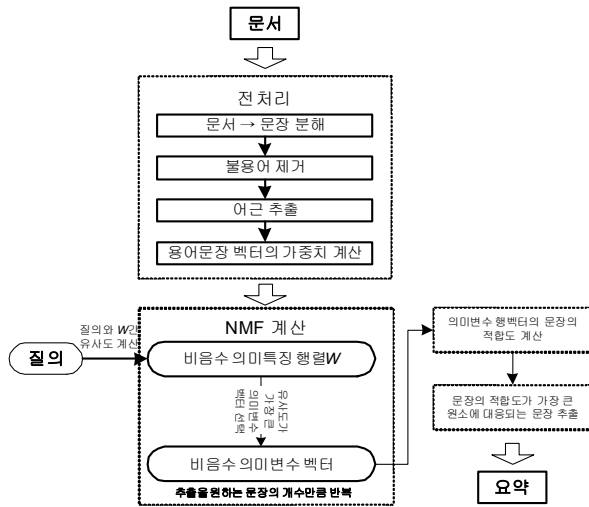 문서
전처리
문서 → 문장 분해
불용어 제거
어근 추출
용어문장 벡터의 가중치 계산
NMF 계산
질의와 W간
유사도 계산
질의
비음수 의미특징 행렬W
유사도가
가장 큰
의미변수
벡터 선택
비음수 의미변수 벡터
추출을 원하는 문장의 개수만큼 반복
의미변수 행벡터의 문장의
적합도 계산
문장의 적합도가 가장 큰
원소에 대응되는 문장 추출
요약